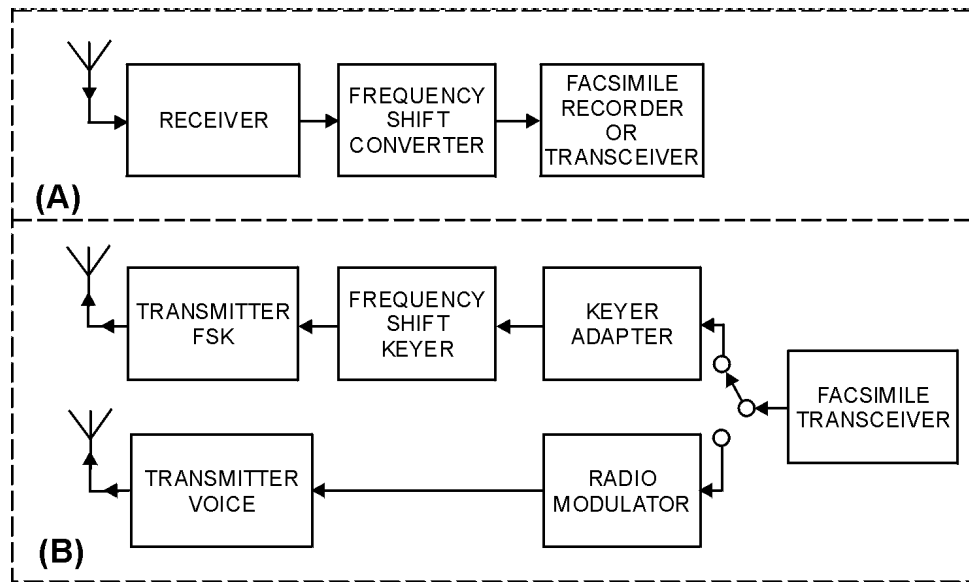 RECEIVER
FREQUENCY
SHIFT
CONVERTER
FACSIMILE
RECORDER
OR
TRANSCEIVER
(A)
TRANSMITTER
FSK
FREQUENCY
SHIFT
KEYER
KEYER
ADAPTER
FACSIMILE
TRANSCEIVER
TRANSMITTER
VOICE
RADIO
MODULATOR
(B)